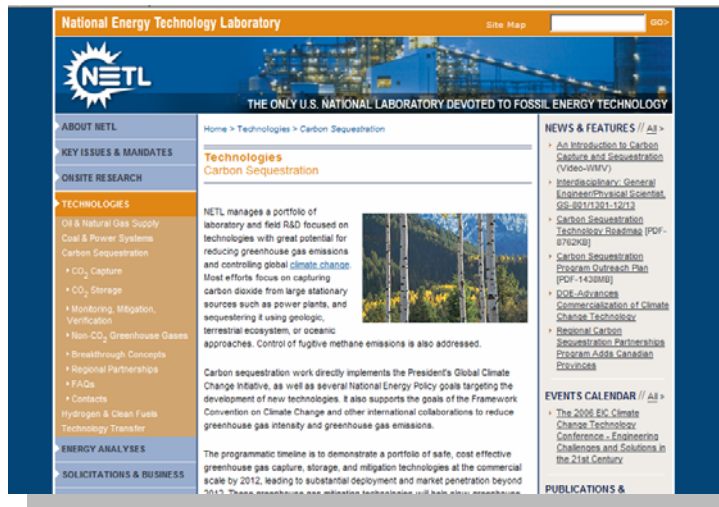 National Energy Technology Laboratory
Site Map
GO>
NETL
THE ONLY U.S. NATIONAL LABORATORY DEVOTED TO FOSSIL ENERGY TECHNOLOGY
ABOUT NETL
KEY ISSUES & MANDATES
ONSITE RESEARCH
TECHNOLOGIES
Oil & Natural Gas Supply
Coal & Power Systems
Carbon Sequestration
CO2 Capture
CO2 Storage
Monitoring, Mitigation,
Verification
Non-CO2 Greenhouse Gases
Breakthrough Concepts
Regional Partnerships
FAQs
Contacts
Hydrogen & Clean Fuels
Technology Transfer
ENERGY ANALYSES
SOLICITATIONS & BUSINESS
Home > Technologies > Carbon Sequestration
Technologies
Carbon Sequestration
NETL manages a portfolio of
laboratory and field R&D focused on
technologies with great potential for
reducing greenhouse gas emissions
and controlling global climate change.
Most efforts focus on capturing
carbon dioxide from large stationary
sources such as power plants, and
sequestering it using geologic,
terrestrial ecosystem, or oceanic
approaches. Control of fugitive methane emissions is also addressed.
Carbon sequestration work directly implements the President's Global Climate
Change Initiative, as well as several National Energy Policy goals targeting the
development of new technologies. It also supports the goals of the Framework
Convention on Climate Change and other international collaborations to reduce
greenhouse gas intensity and greenhouse gas emissions.
The programmatic timeline is to demonstrate a portfolio of safe, cost effective
greenhouse gas capture, storage, and mitigation technologies at the commercial
scale by 2012, leading to substantial deployment and market penetration beyond
2012. These greenhouse gas mitigation technologies will help slow greenhouse
NEWS & FEATURES // All >
An Introduction to Carbon
Capture and Sequestration
(Video-WMV)
Interdisciplinary: General
Engineer/Physical Scientist,
GS-801/1301-12/13
Carbon Sequestration
Technology Roadmap [PDF-
8762KB]
Carbon Sequestration
Program Outreach Plan
[PDF-1438MB]
DOE-Advances
Commercialization of Climate
Change Technology
Regional Carbon
Sequestration Partnerships
Program Adds Canadian
Provinces
EVENTS CALENDAR // All >
The 2006 EIC Climate
Change Technology
Conference - Engineering
Challenges and Solutions in
the 21st Century
PUBLICATIONS &